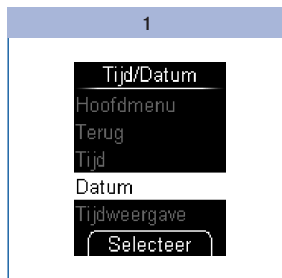 1
Tijd/Datum
Hoofdmenu
Terug
Tijd
Datum
Tijdweergave
Selecteer